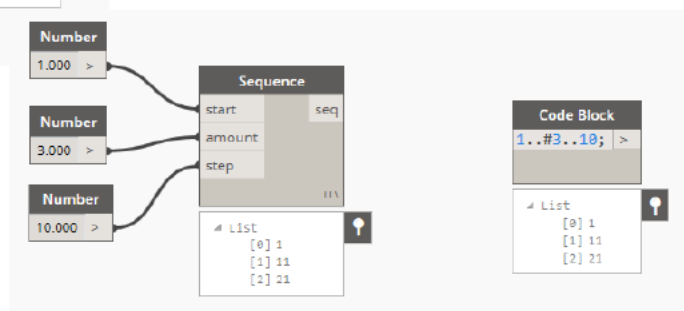 Number
1.000 >
Number
3.000 >
Number
10.000 >
Sequence
start seq
amount
step
List
[0] 1
[1] 11
[2] 21
Code Block
1..#3..10; >
List
[0] 1
[1] 11
[2] 21